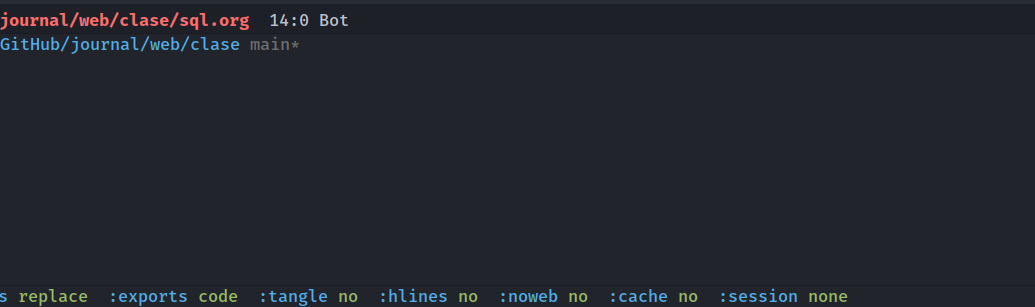 journal/web/clase/sql.org 14:0 Bot
GitHub/journal/web/clase main*
s replace :exports code :tangle no :hlines no :noweb no :cache no :session none